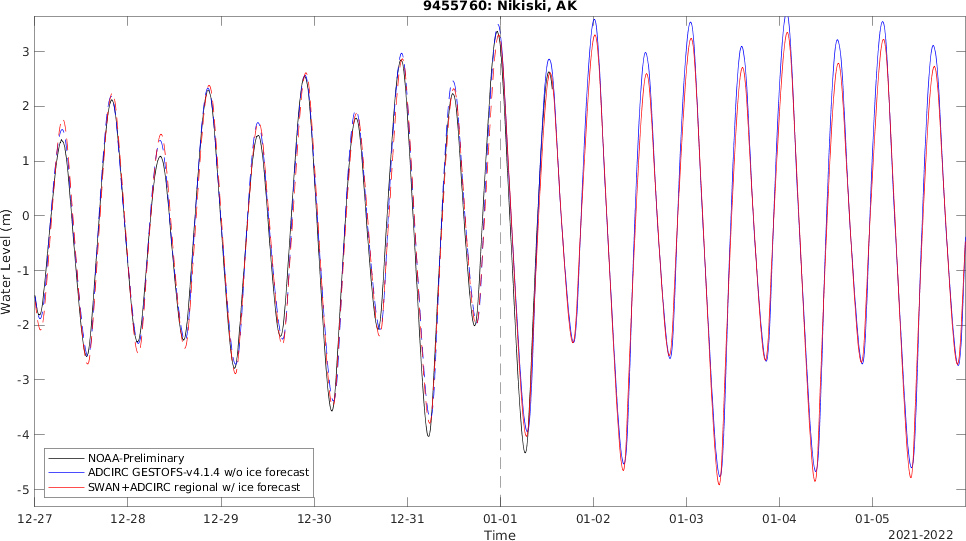 9455760: Nikiski, AK
Water Level (m)
3
2
1
0
-1
-2
-3
-4
-5
NOAA-Preliminary
ADCIRC GESTOFS-v4.1.4 w/o ice forecast
SWAN+ADCIRC regional w/ ice forecast
12-27 12-28 12-29 12-30 12-31 01-01 01-02 01-03 01-04 01-05
Time
2021-2022